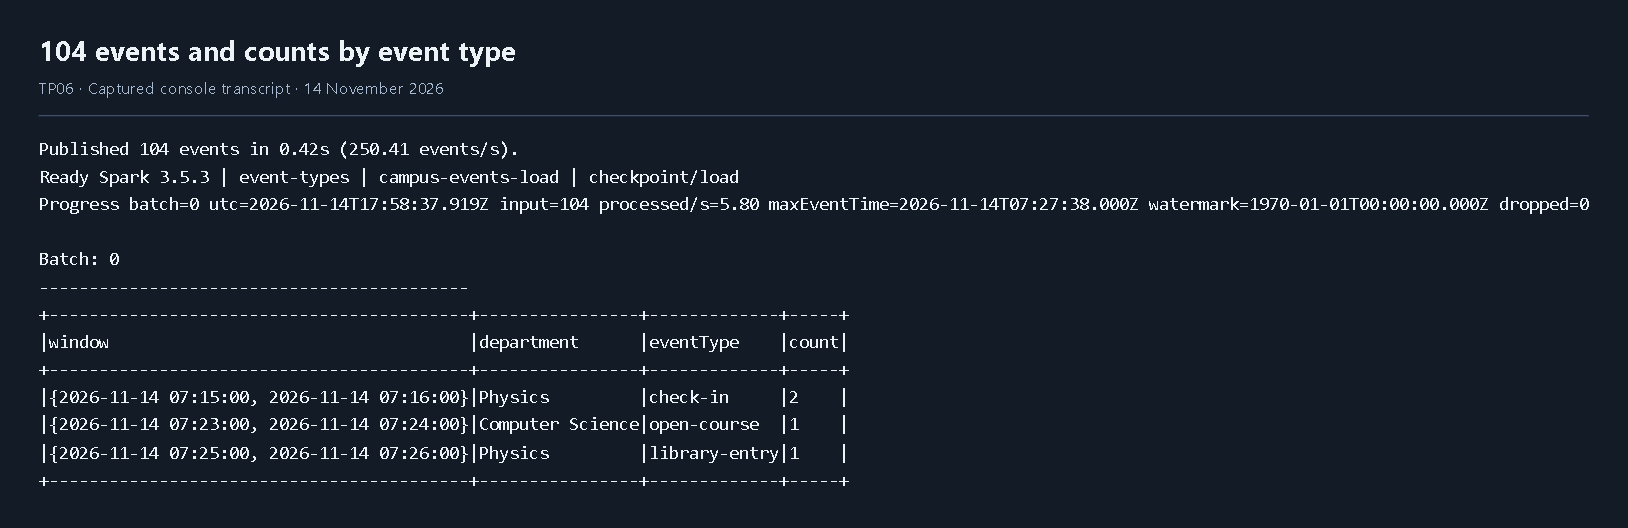 104 events and counts by event type
TP06 · Captured console transcript · 14 November 2026
Published 104 events in 0.42s (250.41 events/s).
Ready Spark 3.5.3 | event-types | campus-events-load | checkpoint/load
Progress batch=0 utc=2026-11-14T17:58:37.919Z input=104 processed/s=5.80 maxEventTime=2026-11-14T07:27:38.000Z watermark=1970-01-01T00:00:00.000Z dropped=0
Batch: 0
-------------------------------------------
+------------------------------------------+----------------+-------------+-----+
|window                                    |department      |eventType    |count|
+------------------------------------------+----------------+-------------+-----+
|{2026-11-14 07:15:00, 2026-11-14 07:16:00}|Physics         |check-in     |2    |
|{2026-11-14 07:23:00, 2026-11-14 07:24:00}|Computer Science|open-course  |1    |
|{2026-11-14 07:25:00, 2026-11-14 07:26:00}|Physics         |library-entry|1    |
+------------------------------------------+----------------+-------------+-----+